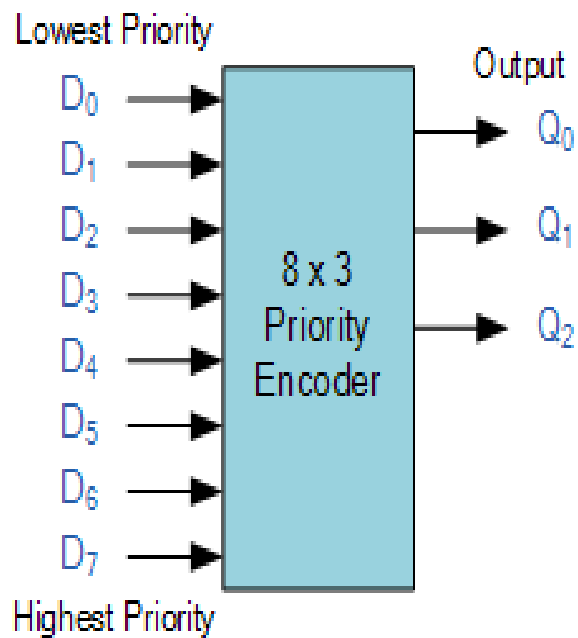 Lowest Priority
Output
D₀
D₁
D₂
D₃
D₄
D₅
D₆
D₇
8 x 3
Priority
Encoder
Q₀
Q₁
Q₂
Highest Priority